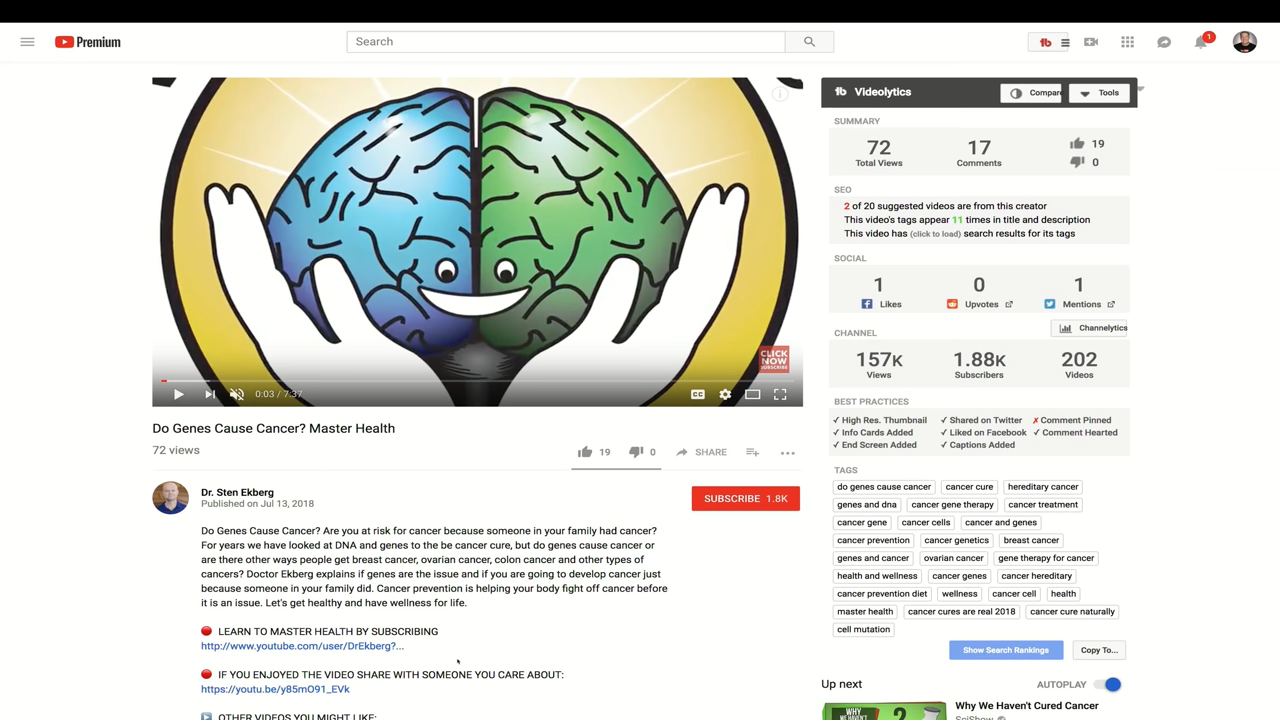 Premium
Search
1
CLICK
NOW
SUBSCRIBE
CC
0:03 / 7:37
Do Genes Cause Cancer? Master Health
72 views
19
0
SHARE
Dr. Sten Ekberg
Published on Jul 13, 2018
SUBSCRIBE 1.8K
Do Genes Cause Cancer? Are you at risk for cancer because someone in your family had cancer?
For years we have looked at DNA and genes to the be cancer cure, but do genes cause cancer or
are there other ways people get breast cancer, ovarian cancer, colon cancer and other types of
cancers? Doctor Ekberg explains if genes are the issue and if you are going to develop cancer just
because someone in your family did. Cancer prevention is helping your body fight off cancer before
it is an issue. Let's get healthy and have wellness for life.
LEARN TO MASTER HEALTH BY SUBSCRIBING
http://www.youtube.com/user/DrEkberg?...
IF YOU ENJOYED THE VIDEO SHARE WITH SOMEONE YOU CARE ABOUT:
https://youtu.be/y85mO91_EVk
OTHER VIDEOS YOU MIGHT LIKE:
tb Videolytics
Compare
Tools
SUMMARY
72 17 19
Total Views Comments 0
SEO
2 of 20 suggested videos are from this creator
This video's tags appear 11 times in title and description
This video has (click to load) search results for its tags
SOCIAL
1 0 1
Likes Upvotes Mentions
CHANNEL
Channelytics
157K 1.88K 202
Views Subscribers Videos
BEST PRACTICES
✓ High Res. Thumbnail ✓ Shared on Twitter ✗ Comment Pinned
✓ Info Cards Added ✓ Liked on Facebook ✓ Comment Hearted
✓ End Screen Added ✓ Captions Added
TAGS
do genes cause cancer cancer cure hereditary cancer
genes and dna cancer gene therapy cancer treatment
cancer gene cancer cells cancer and genes
cancer prevention cancer genetics breast cancer
genes and cancer ovarian cancer gene therapy for cancer
health and wellness cancer genes cancer hereditary
cancer prevention diet wellness cancer cell health
master health cancer cures are real 2018 cancer cure naturally
cell mutation
Show Search Rankings Copy To...
Up next AUTOPLAY
WHY
WE HAVEN'T
2
Why We Haven't Cured Cancer
SciShow